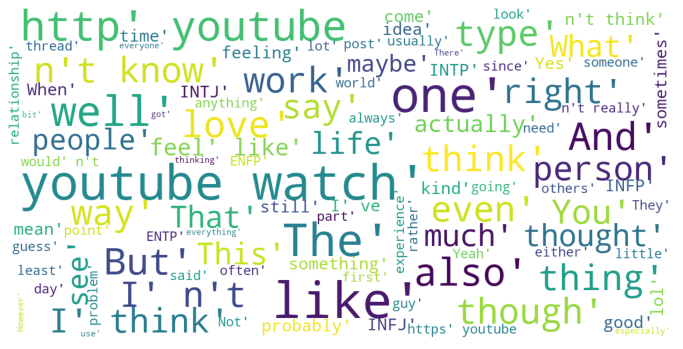 http' youtube' type' What' come' look' n't think'
thread' time' everyone' lot' post' usually' idea There' since' Yes' someone'
feeling' maybe' INTP'
relationship' When' n't know' INTJ' work' world' one' right' sometimes'
bit' got' anything'
well' love' say' always' actually' need' And'
people' feel like' life' think' person'
would' n't thinking' ENFP' kind' going' others' INFP'
youtube watch' They'
way' That' still' I' ve even' You'
mean' part' experience' rather'
guess' point' ENTP' everything' The' much' thought'
This' something' Yeah' either' little'
see' But' said' often' first' also' thing'
least' problem'
day' I' n't like' guy' though' lol'
However' I' think' Not' probably' INFJ' https' youtube' good'
use' especially'